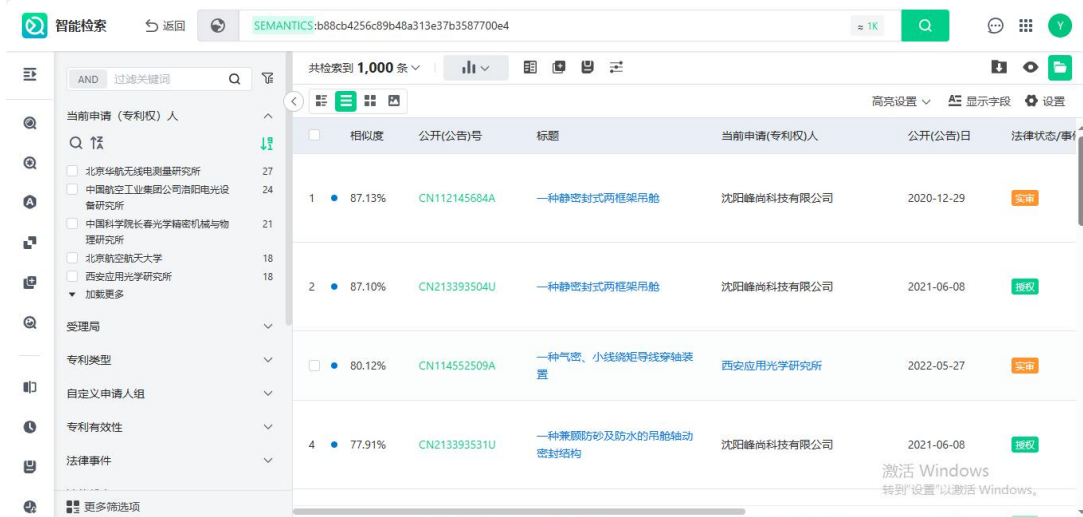 智能检索 返回 SEMANTICS:b88cb4256c89b48a313e37b3587700e4 ≈ 1K Y
AND 过滤关键词
共检索到 1,000 条
高亮设置 显示字段 设置
当前申请（专利权）人
北京华航无线电测量研究所 27
中国航空工业集团公司洛阳电光设备研究所 24
中国科学院长春光学精密机械与物理研究所 21
北京航空航天大学 18
西安应用光学研究所 18
加载更多
受理局
专利类型
自定义申请人组
专利有效性
法律事件
更多筛选项
相似度 公开(公告)号 标题 当前申请(专利权)人 公开(公告)日 法律状态/事件
1 87.13% CN112145684A 一种静密封式两框架吊舱 沈阳峰尚科技有限公司 2020-12-29 实审
2 87.10% CN213393504U 一种静密封式两框架吊舱 沈阳峰尚科技有限公司 2021-06-08 授权
80.12% CN114552509A 一种气密、小线绕矩导线穿轴装置 西安应用光学研究所 2022-05-27 实审
4 77.91% CN213393531U 一种兼顾防砂及防水的吊舱轴动密封结构 沈阳峰尚科技有限公司 2021-06-08 授权
激活 Windows
转到"设置"以激活 Windows。